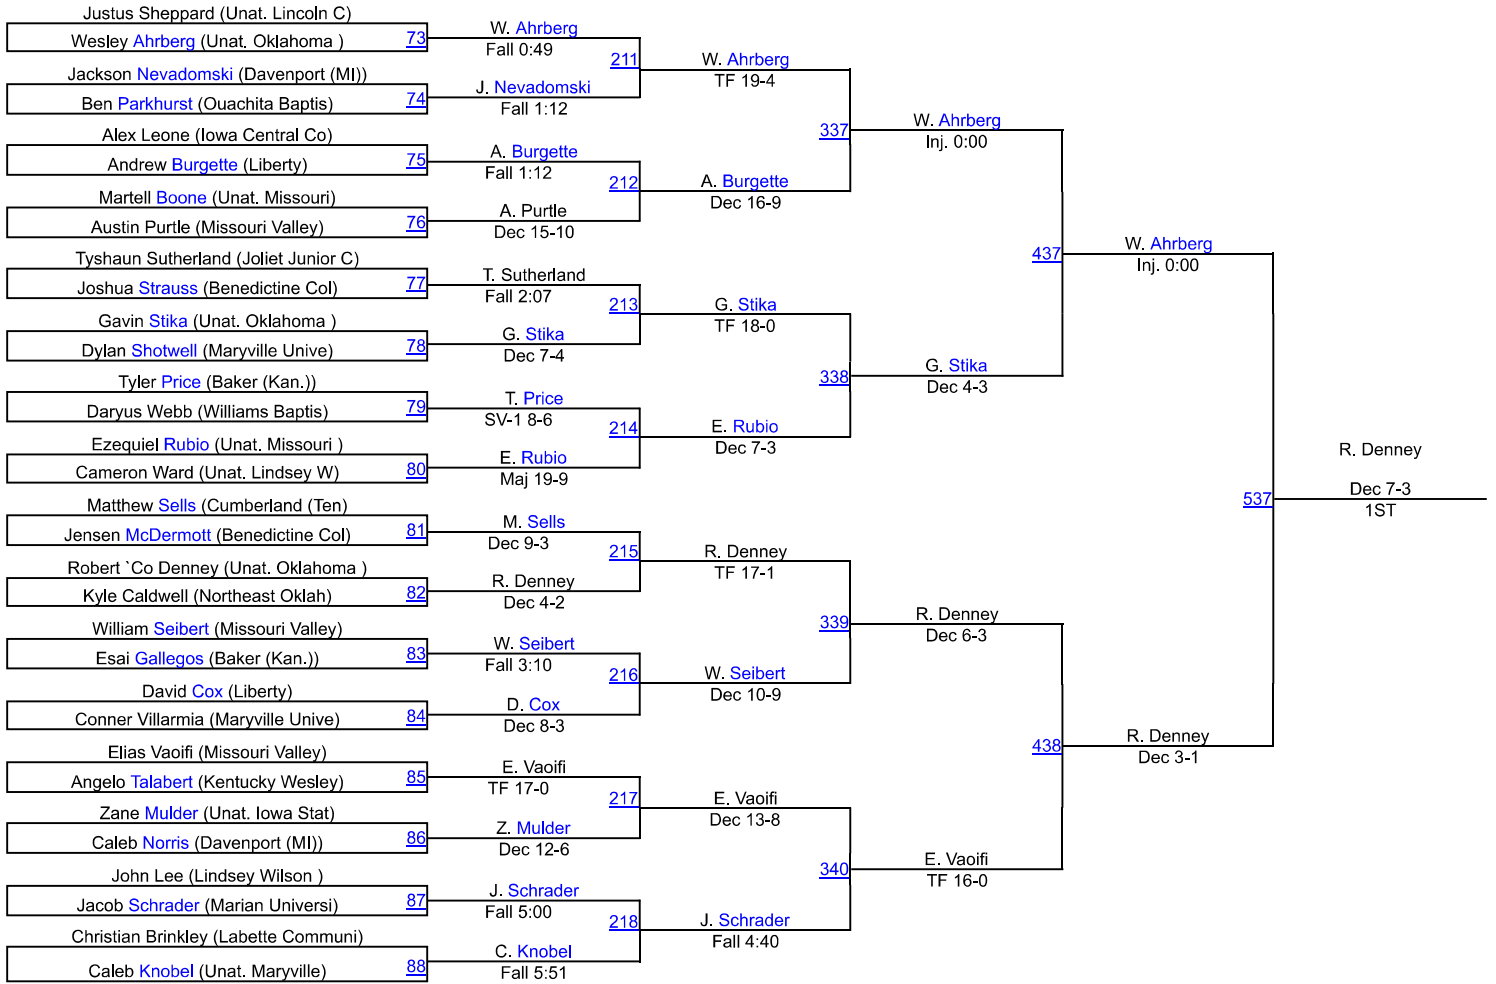 Justus Sheppard (Unat. Lincoln C)
Wesley Ahrberg (Unat. Oklahoma )
73
Jackson Nevadomski (Davenport (MI))
Ben Parkhurst (Ouachita Baptis)
74
Alex Leone (Iowa Central Co)
Andrew Burgette (Liberty)
75
Martell Boone (Unat. Missouri)
Austin Purtle (Missouri Valley)
76
Tyshaun Sutherland (Joliet Junior C)
Joshua Strauss (Benedictine Col)
77
Gavin Stika (Unat. Oklahoma )
Dylan Shotwell (Maryville Unive)
78
Tyler Price (Baker (Kan.))
Daryus Webb (Williams Baptis)
79
Ezequiel Rubio (Unat. Missouri )
Cameron Ward (Unat. Lindsey W)
80
Matthew Sells (Cumberland (Ten)
Jensen McDermott (Benedictine Col)
81
Robert `Co Denney (Unat. Oklahoma )
Kyle Caldwell (Northeast Oklah)
82
William Seibert (Missouri Valley)
Esai Gallegos (Baker (Kan.))
83
David Cox (Liberty)
Conner Villarmia (Maryville Unive)
84
Elias Vaoifi (Missouri Valley)
Angelo Talabert (Kentucky Wesley)
85
Zane Mulder (Unat. Iowa Stat)
Caleb Norris (Davenport (MI))
86
John Lee (Lindsey Wilson )
Jacob Schrader (Marian Universi)
87
Christian Brinkley (Labette Communi)
Caleb Knobel (Unat. Maryville)
88
W. Ahrberg
Fall 0:49
211
J. Nevadomski
Fall 1:12
A. Burgette
Fall 1:12
212
A. Purtle
Dec 15-10
T. Sutherland
Fall 2:07
213
G. Stika
Dec 7-4
T. Price
SV-1 8-6
214
E. Rubio
Maj 19-9
M. Sells
Dec 9-3
215
R. Denney
Dec 4-2
W. Seibert
Fall 3:10
216
D. Cox
Dec 8-3
E. Vaoifi
TF 17-0
217
Z. Mulder
Dec 12-6
J. Schrader
Fall 5:00
218
C. Knobel
Fall 5:51
W. Ahrberg
TF 19-4
337
A. Burgette
Dec 16-9
G. Stika
TF 18-0
338
E. Rubio
Dec 7-3
R. Denney
TF 17-1
339
W. Seibert
Dec 10-9
E. Vaoifi
Dec 13-8
340
J. Schrader
Fall 4:40
W. Ahrberg
Inj. 0:00
437
G. Stika
Dec 4-3
R. Denney
Dec 6-3
438
E. Vaoifi
TF 16-0
W. Ahrberg
Inj. 0:00
537
R. Denney
Dec 3-1
R. Denney
Dec 7-3
1ST